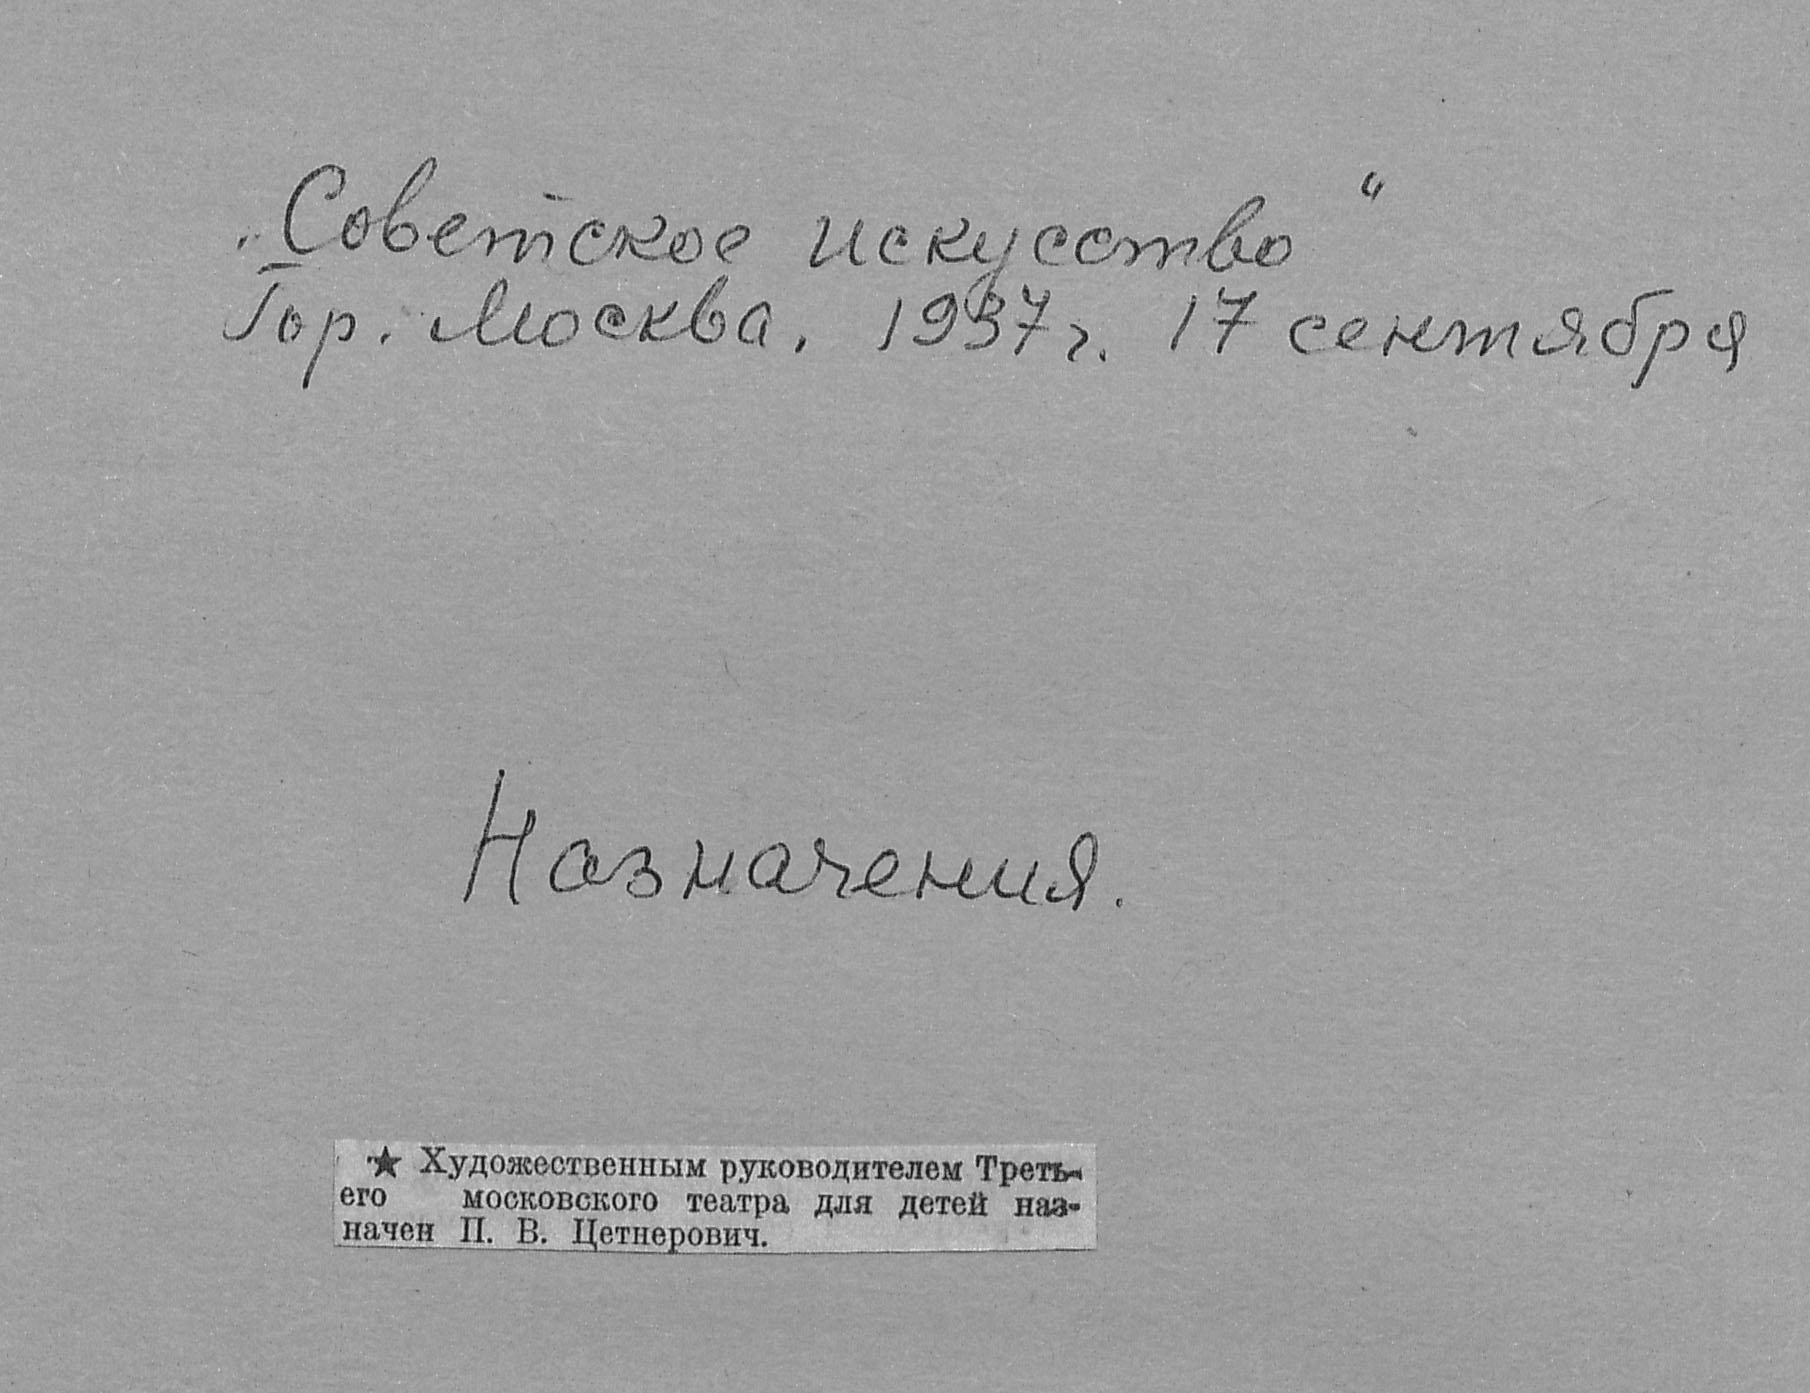 „Советское искусство“
Гор. Москва. 1937 г. 17 сентября
Назначения.
★ Художественным руководителем Треть-
его московского театра для детей наз-
начен П. В. Цетнерович.